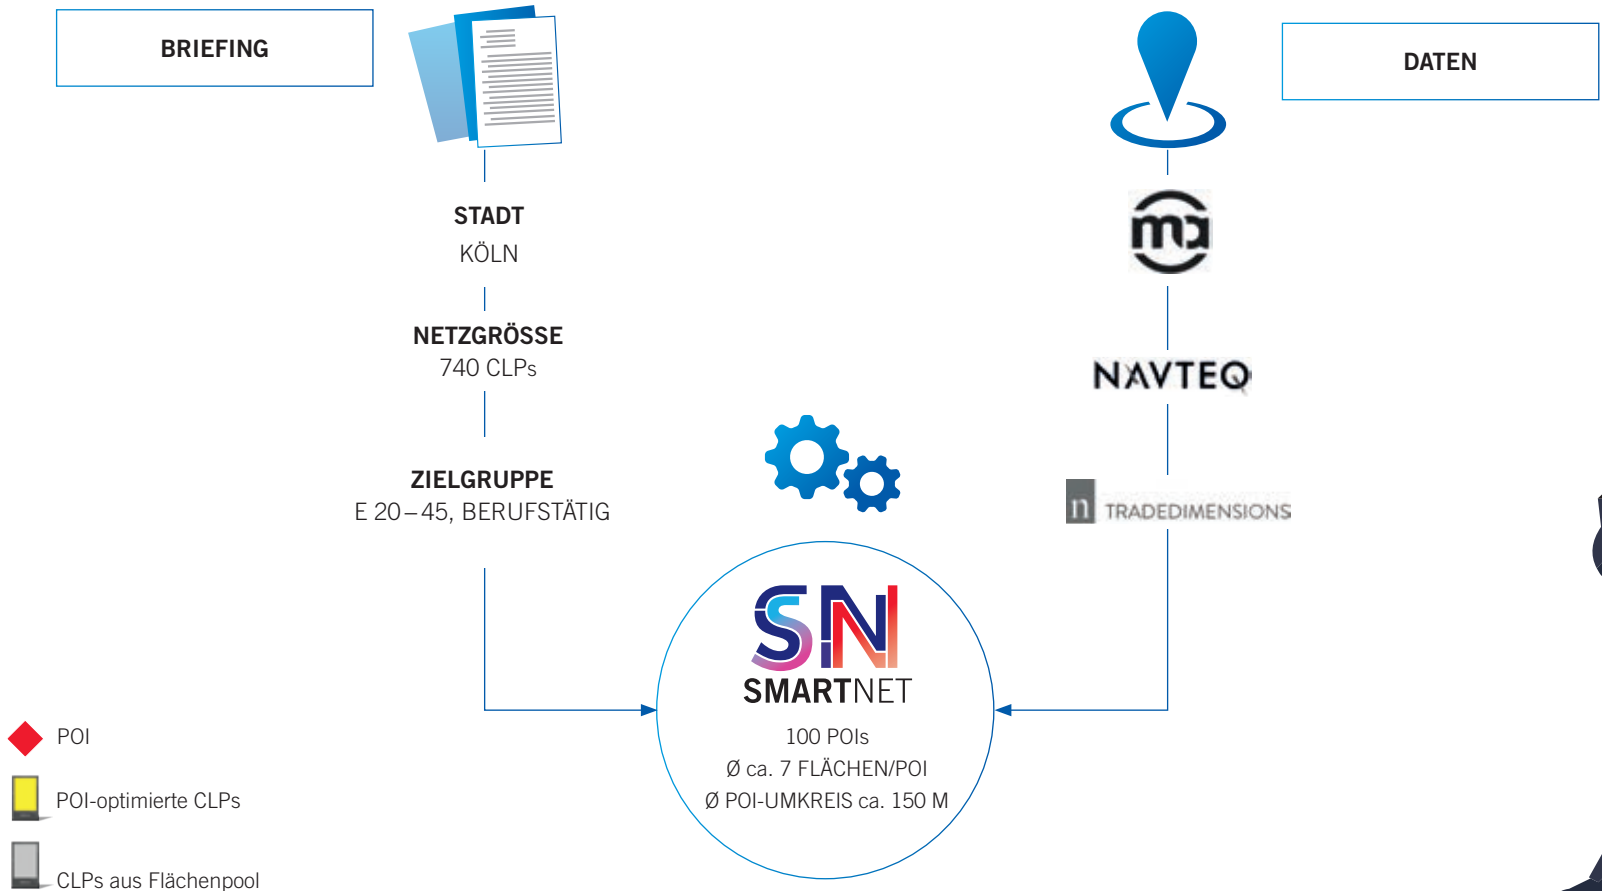 BRIEFING
STADT
KÖLN
NETZGRÖSSE
740 CLPs
ZIELGRUPPE
E 20–45, BERUFSTÄTIG
DATEN
ma
NAVTEQ
n TRADEDIMENSIONS
SN
SMARTNET
100 POIs
Ø ca. 7 FLÄCHEN/POI
Ø POI-UMKREIS ca. 150 M
POI
POI-optimierte CLPs
CLPs aus Flächenpool